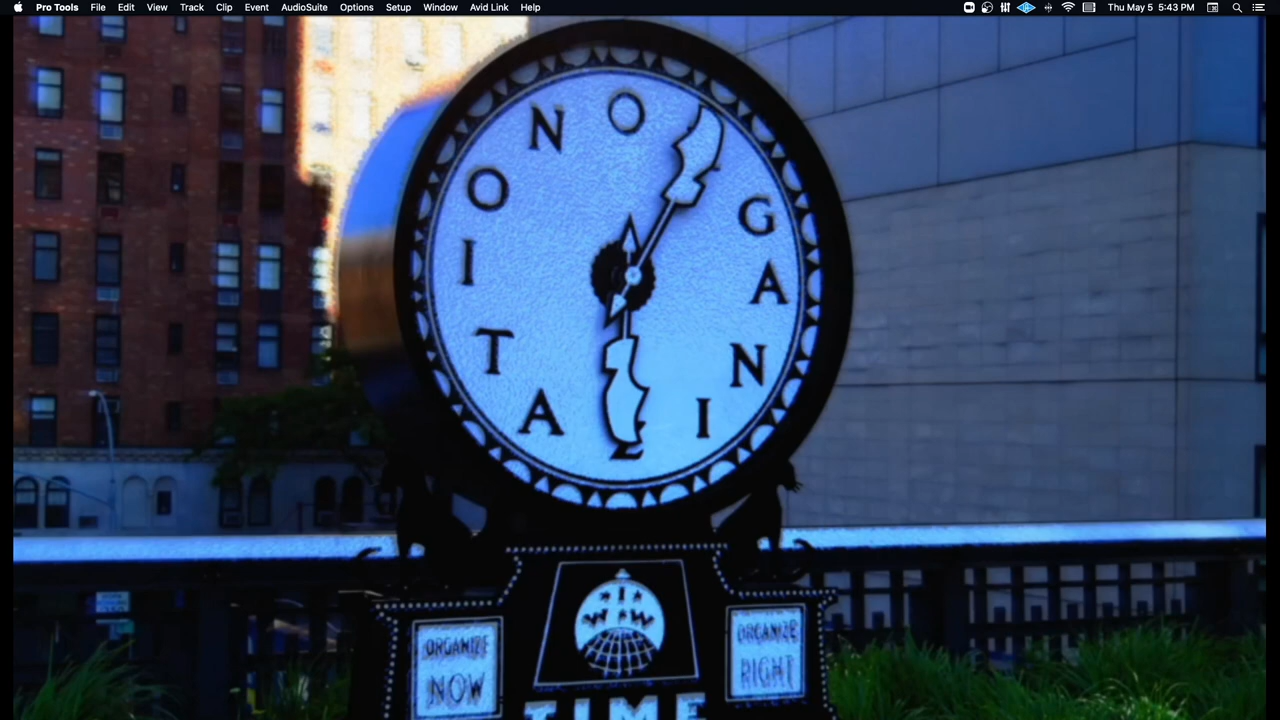 Pro Tools File Edit View Track Clip Event AudioSuite Options Setup Window Avid Link Help Thu May 5 5:43 PM
O GANIZATION
I W W
ORGANIZE
NOW
ORGANIZE
RIGHT
TIME